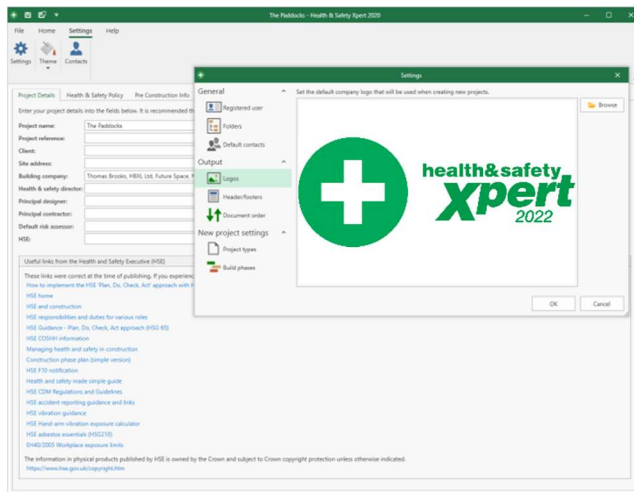 The Paddocks - Health & Safety Xpert 2020
File Home Settings Help
Settings Theme Contacts
Settings
Project Details Health & Safety Policy Pre Construction Info
Enter your project details into the fields below. It is recommended th
Project name: The Paddocks
Project reference:
Client:
Site address:
Building company: Thomas Brooks, HBXL Ltd, Future Space,
Health & safety director:
Principal designer:
Principal contractor:
Default risk assessor:
HSE:
General
Registered user
Folders
Default contacts
Output
Logos
Header/footers
Document order
New project settings
Project types
Build phases
Set the default company logos that will be used when creating new projects.
Browse
health&safety
xpert
2022
OK Cancel
Useful links from the Health and Safety Executive (HSE)
These links were correct at the time of publishing. If you experienc
How to implement the HSE 'Plan, Do, Check, Act' approach with
HSE home
HSE and construction
HSE responsibilities and duties for various roles
HSE Guidance - Plan, Do, Check, Act approach (HSG 65)
HSE COSHH information
Managing health and safety in construction
Construction phase plan (simple version)
HSE F10 notification
Health and safety made simple guide
HSE CDM Regulations and Guidelines
HSE accident reporting guidance and links
HSE vibration guidance
HSE Hand-arm vibration exposure calculator
HSE asbestos essentials (HSG210)
EH40/2005 Workplace exposure limits
The information in physical products published by HSE is owned by the Crown and subject to Crown copyright protection unless otherwise indicated.
https://www.hse.gov.uk/copyright.htm